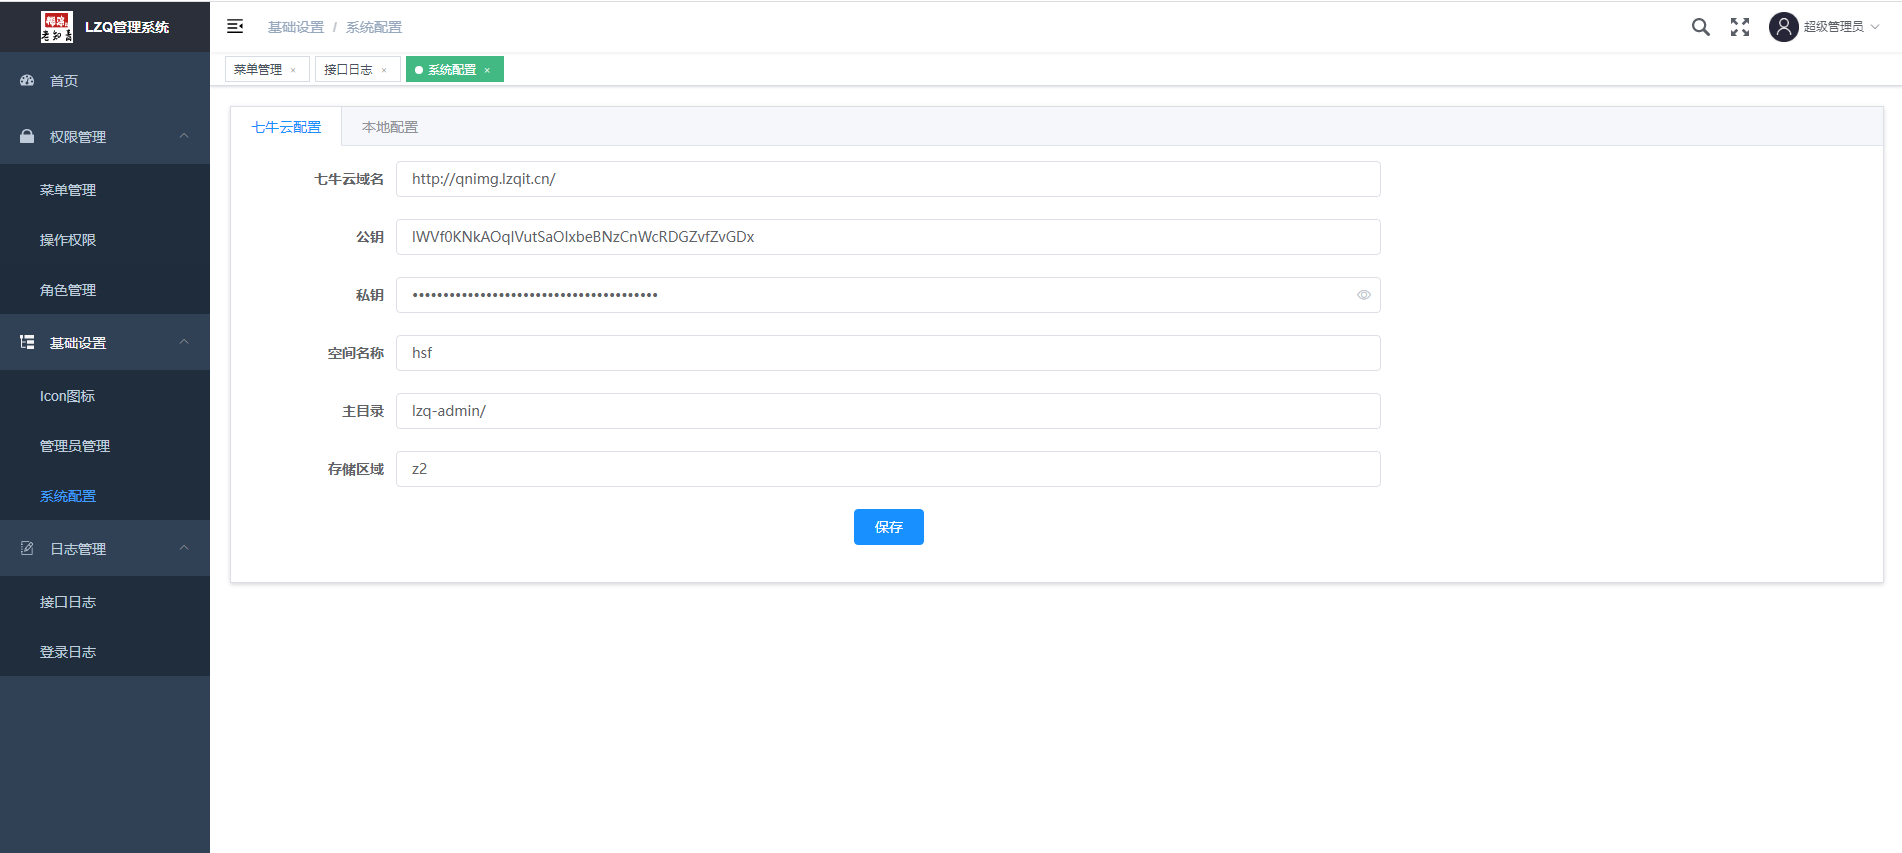 LZQ管理系统
基础设置 / 系统配置
超级管理员
菜单管理 ×
接口日志 ×
系统配置 ×
首页
权限管理
菜单管理
操作权限
角色管理
基础设置
Icon图标
管理员管理
系统配置
日志管理
接口日志
登录日志
七牛云配置
本地配置
七牛云域名 http://qnimg.lzqit.cn/
公钥 lWVf0KNkAOqlVutSaOlxbeBNzCnWcRDGZvfZvGDx
私钥 ••••••••••••••••••••••••••••••••••••••••
空间名称 hsf
主目录 lzq-admin/
存储区域 z2
保存